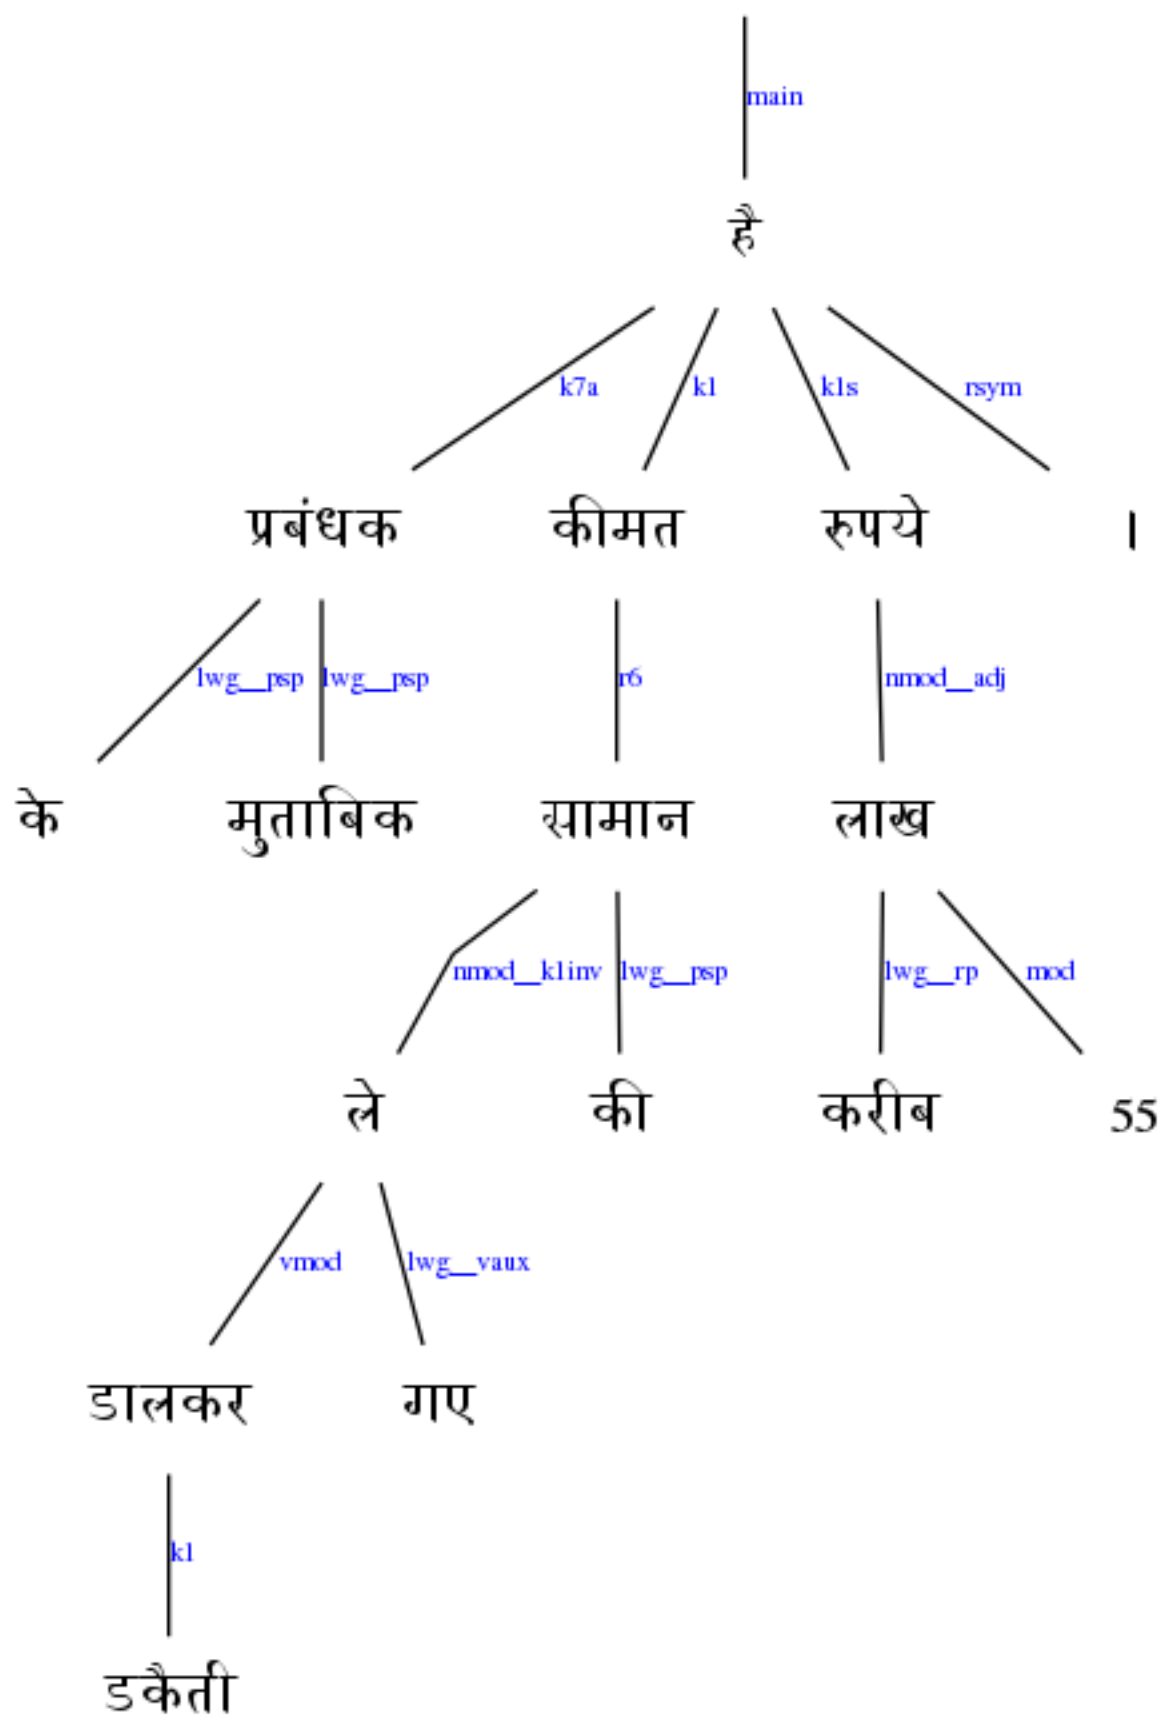 main
है
k7a k1 k1s rsym
प्रबंधक कीमत रुपये ।
lwg__psp lwg__psp r6 nmod__adj
के मुताबिक सामान लाख
nmod__k1inv lwg__psp lwg__rp mod
ले की करीब 55
vmod lwg__vaux
डालकर गए
k1
डकैती